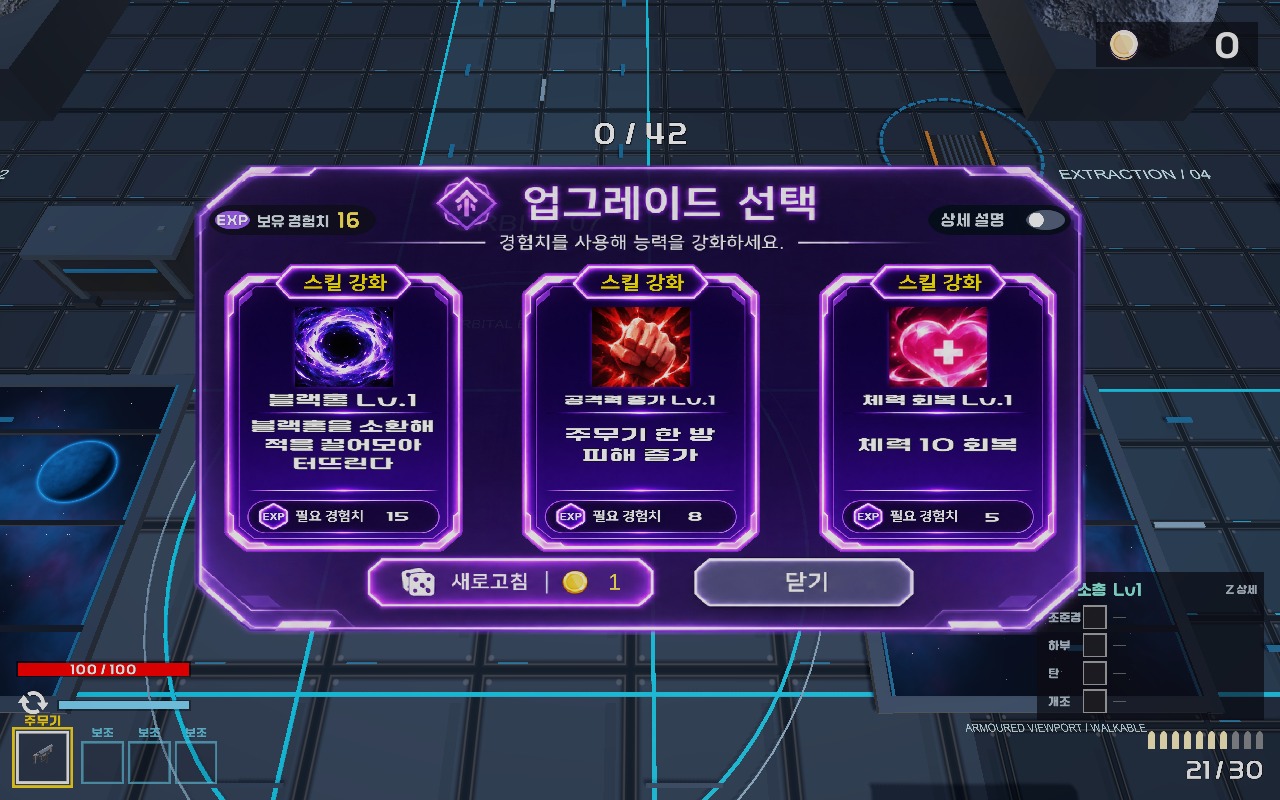 0
0 / 42
EXTRACTION / 04
2
업그레이드 선택
EXP 보유 경험치 16
상세 설명
경험치를 사용해 능력을 강화하세요.
스킬 강화
블랙홀 Lv.1
블랙홀을 소환해
적을 끌어모아
터뜨린다
EXP 필요 경험치 15
스킬 강화
공격력 증가 Lv.1
주무기 한 방
피해 증가
EXP 필요 경험치 8
스킬 강화
체력 회복 Lv.1
체력 10 회복
EXP 필요 경험치 5
새로고침 | 1
닫기
소총 Lv1
Z 상세
조준경 —
하부 —
탄 —
개조 —
100/100
주무기
보조
보조
보조
ARMOURED VIEWPORT / WALKABLE
21/30